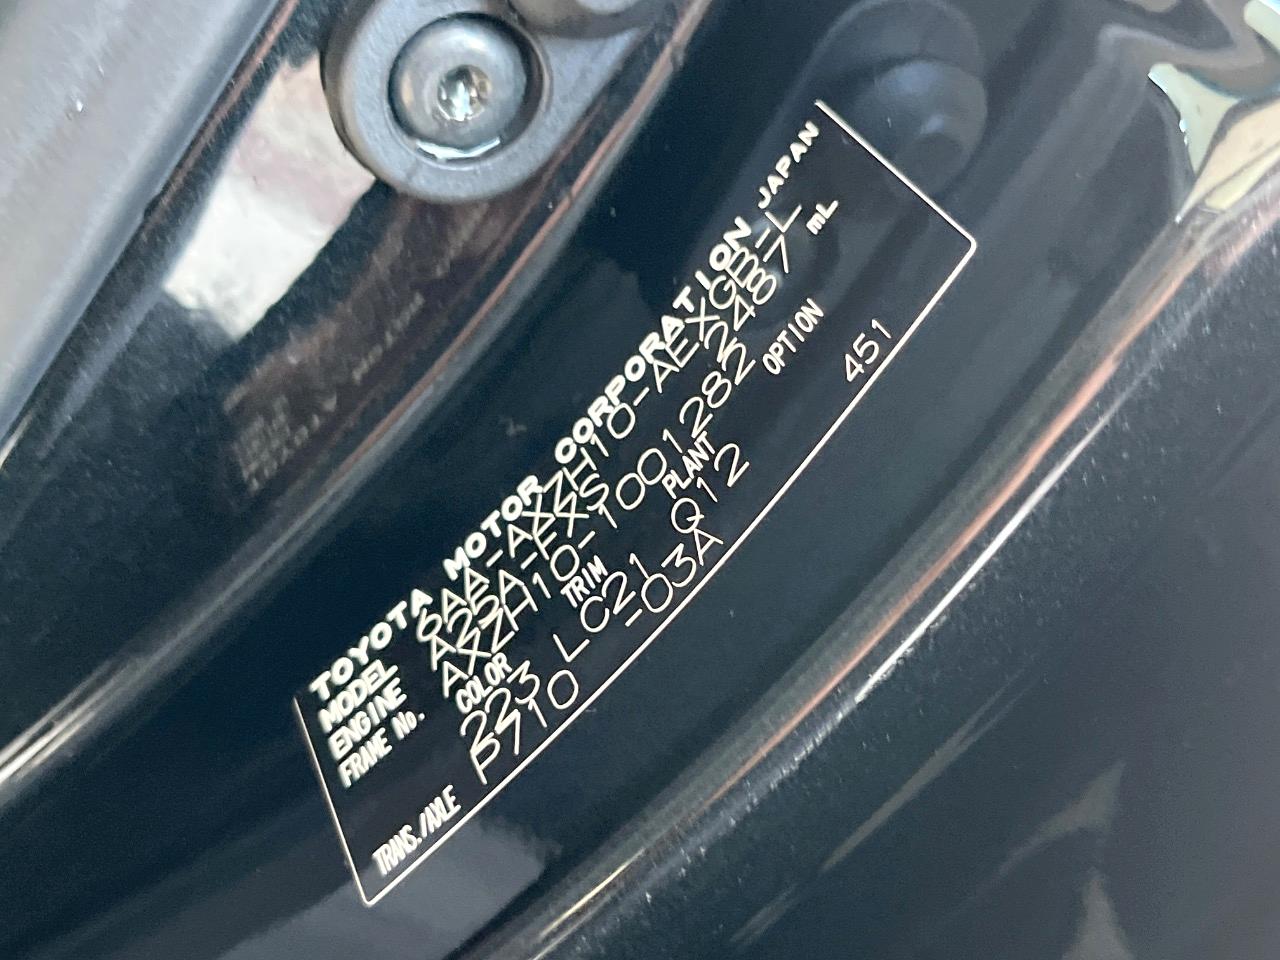 TOYOTA MOTOR CORPORATION JAPAN
MODEL 6AA-AXZH10-AEXGB-L
ENGINE A25A-FXS 2487 mL
FRAME No. AXZH10-1001282
COLOR TRIM PLANT OPTION
223 LC21 Q12 451
TRANS./AXLE P710 -03A